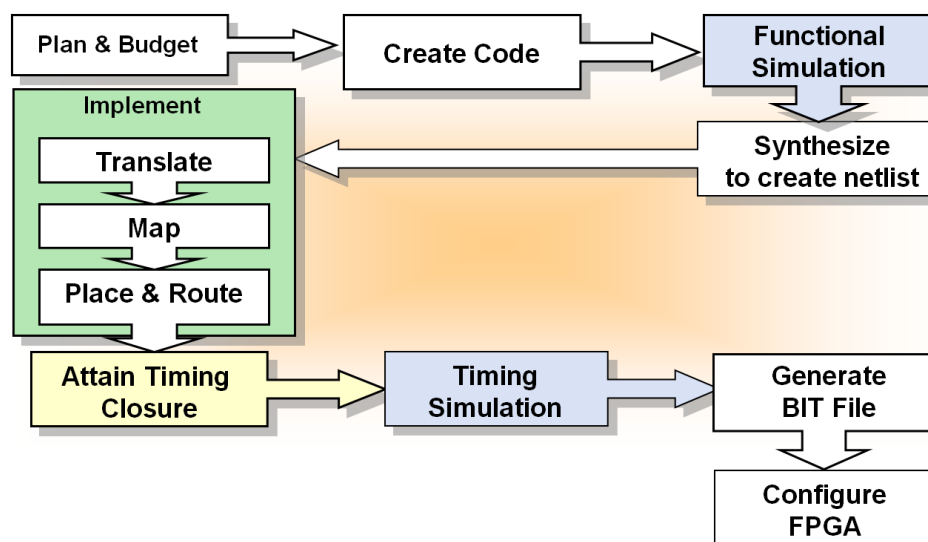 Plan & Budget
Create Code
Functional
Simulation
Implement
Translate
Map
Place & Route
Synthesize
to create netlist
Attain Timing
Closure
Timing
Simulation
Generate
BIT File
Configure
FPGA